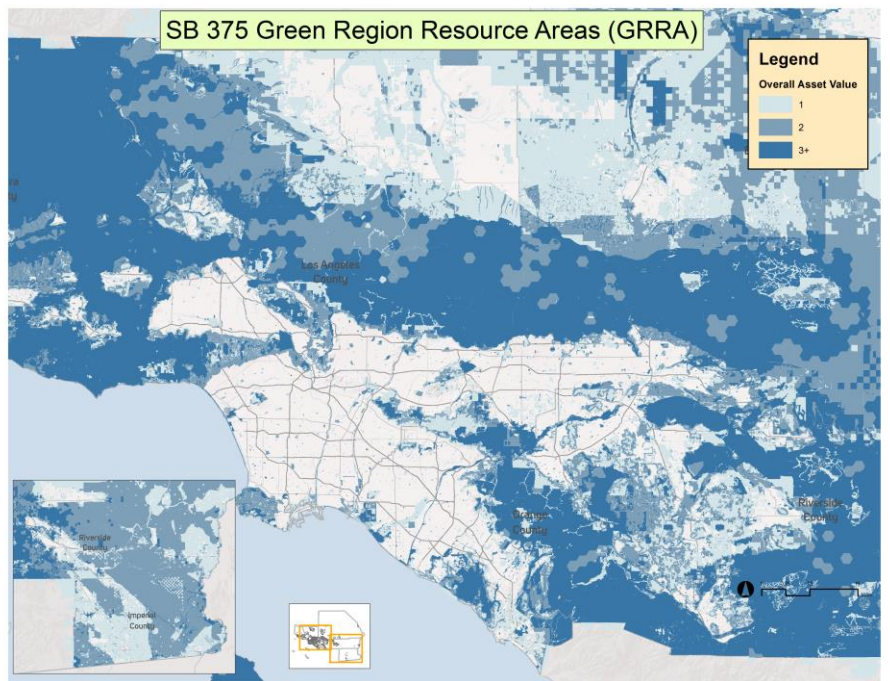 SB 375 Green Region Resource Areas (GRRA)
Legend
Overall Asset Value
1
2
3+
Los Angeles
County
Orange
County
Riverside
County
Riverside
County
Imperial
County